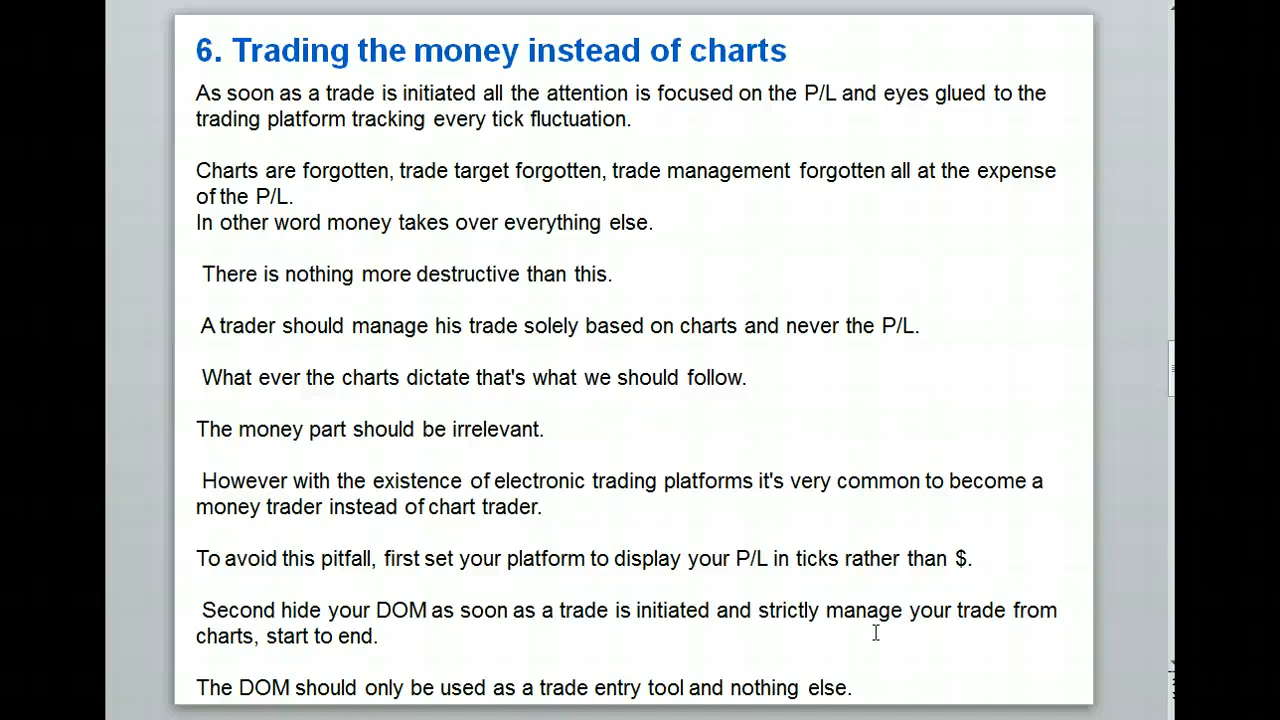 6. Trading the money instead of charts
As soon as a trade is initiated all the attention is focused on the P/L and eyes glued to the
trading platform tracking every tick fluctuation.
Charts are forgotten, trade target forgotten, trade management forgotten all at the expense
of the P/L.
In other word money takes over everything else.
There is nothing more destructive than this.
A trader should manage his trade solely based on charts and never the P/L.
What ever the charts dictate that's what we should follow.
The money part should be irrelevant.
However with the existence of electronic trading platforms it's very common to become a
money trader instead of chart trader.
To avoid this pitfall, first set your platform to display your P/L in ticks rather than $.
Second hide your DOM as soon as a trade is initiated and strictly manage your trade from
charts, start to end.
The DOM should only be used as a trade entry tool and nothing else.